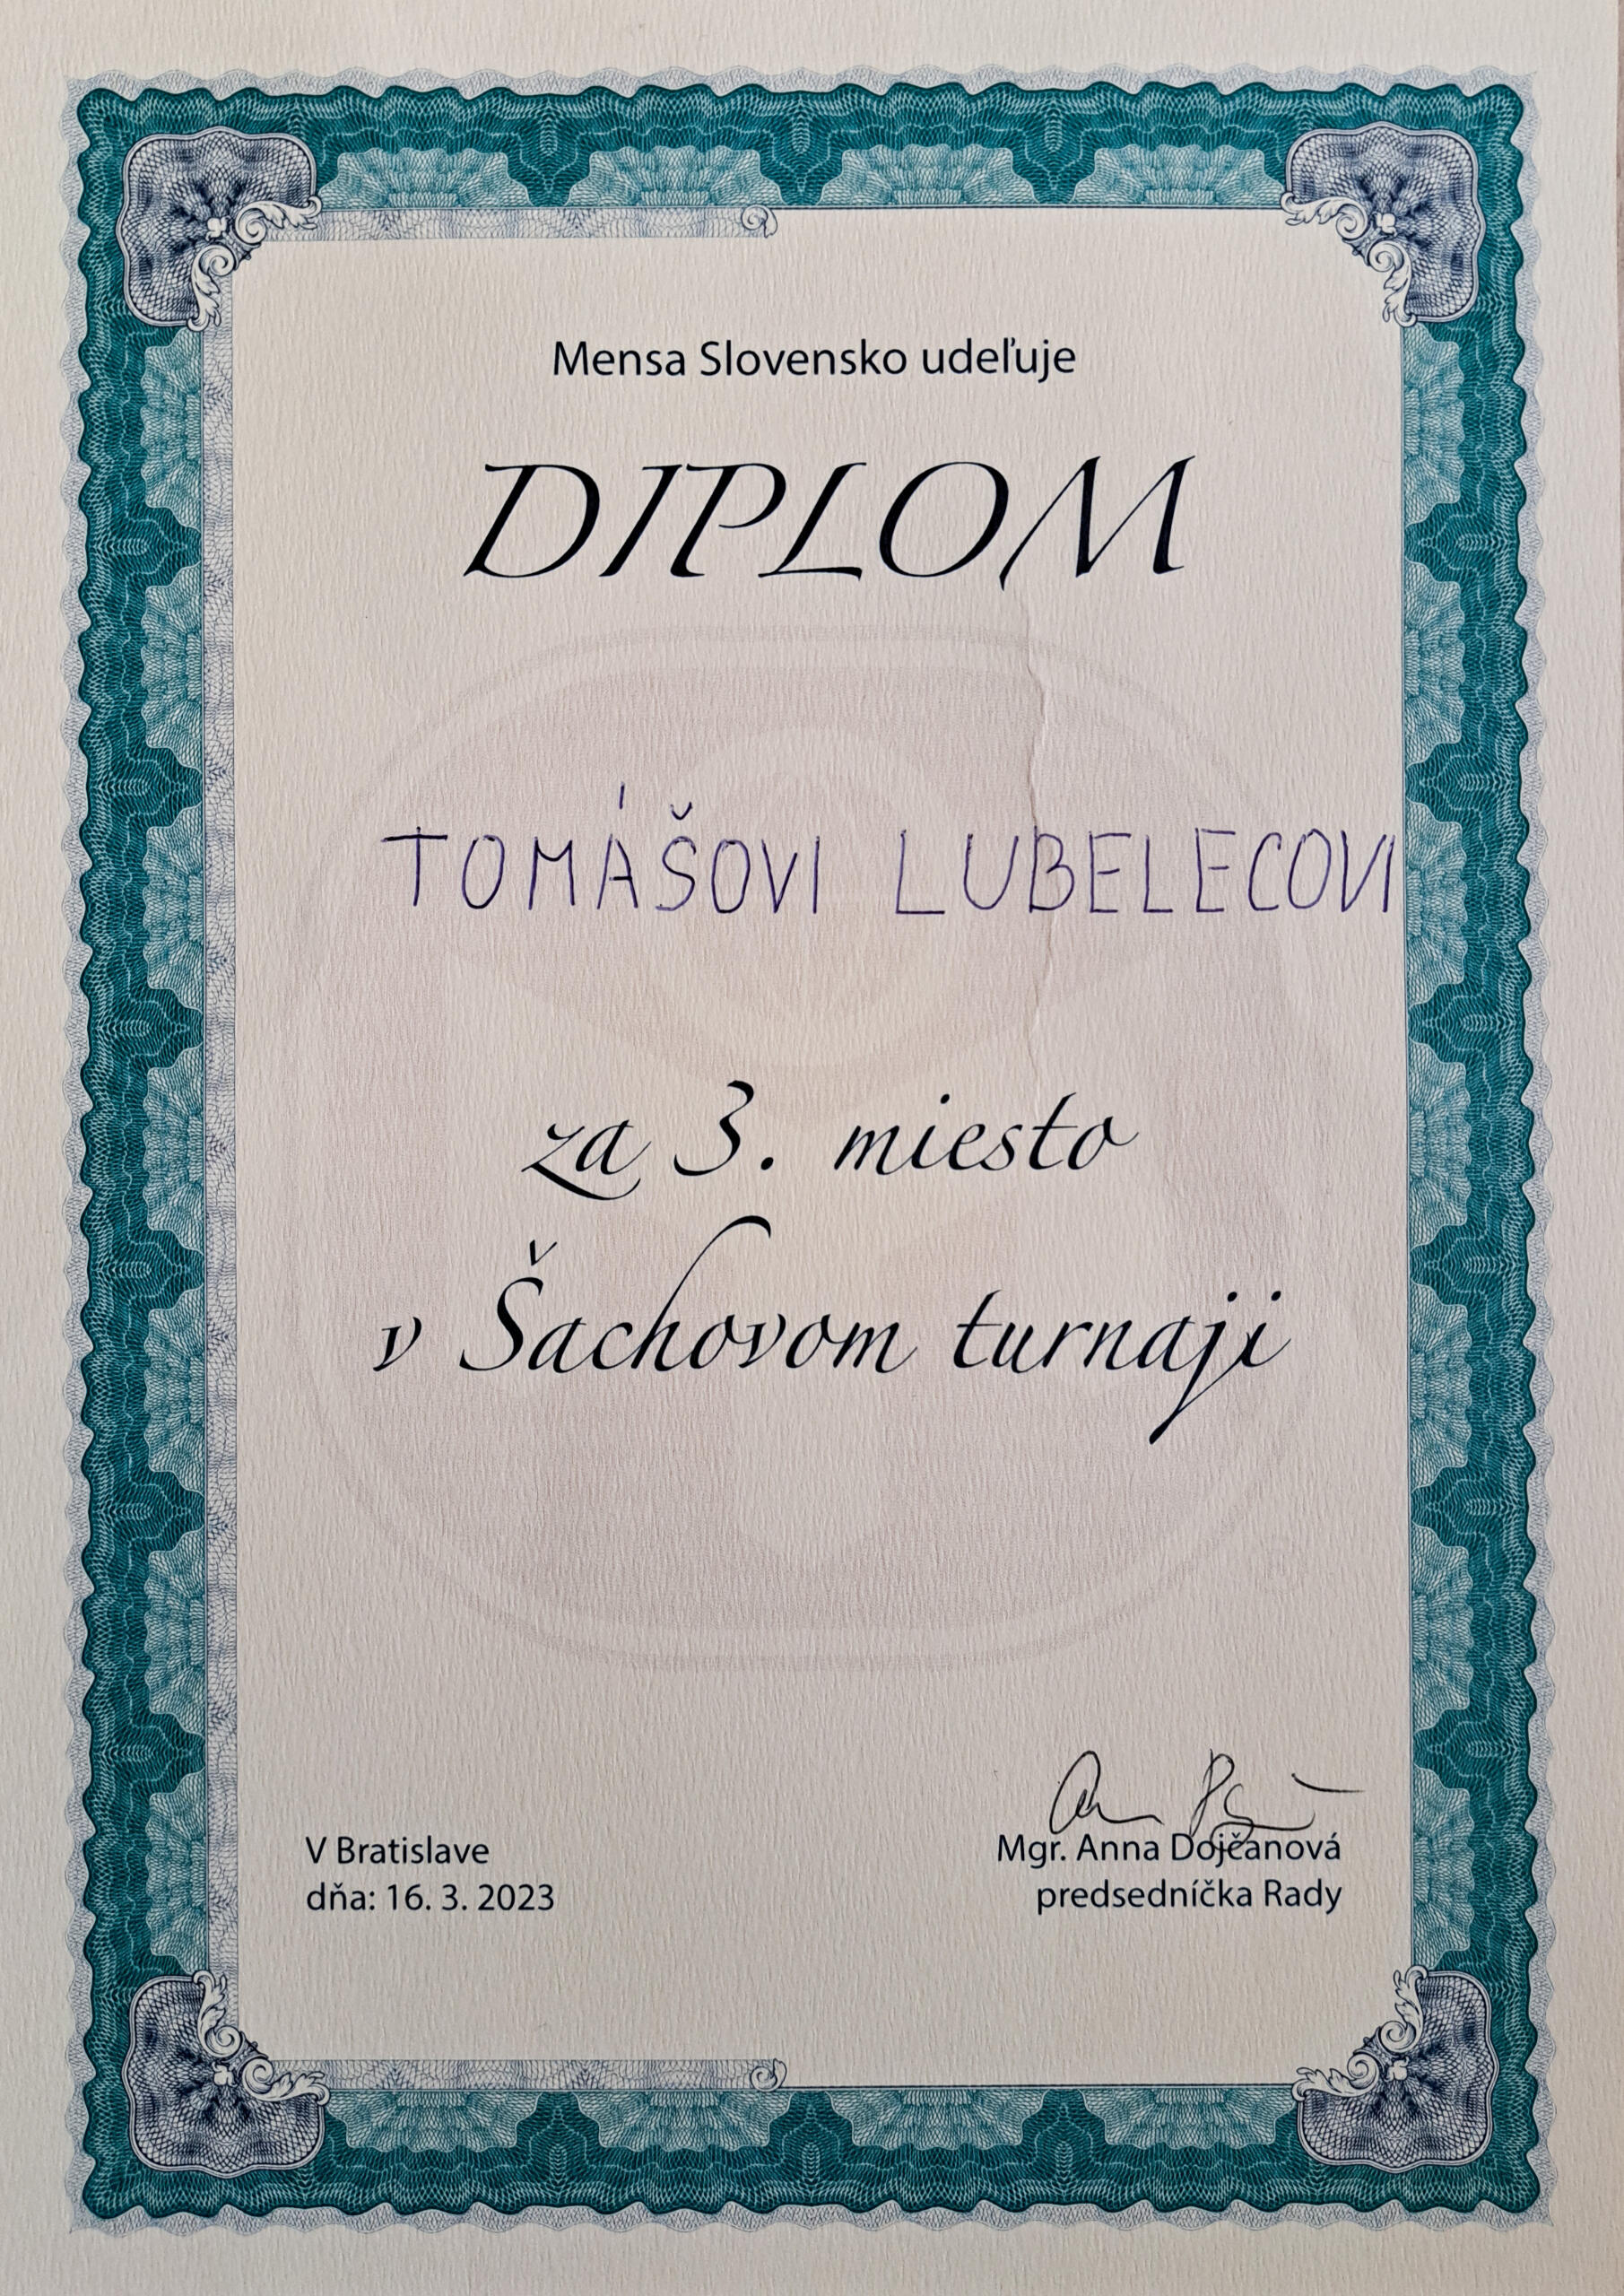 Mensa Slovensko udeľuje
DIPLOM
TOMÁŠOVI LUBELECOVI
za 3. miesto
v Šachovom turnaji
V Bratislave
dňa: 16. 3. 2023
Mgr. Anna Dojčanová
predsedníčka Rady